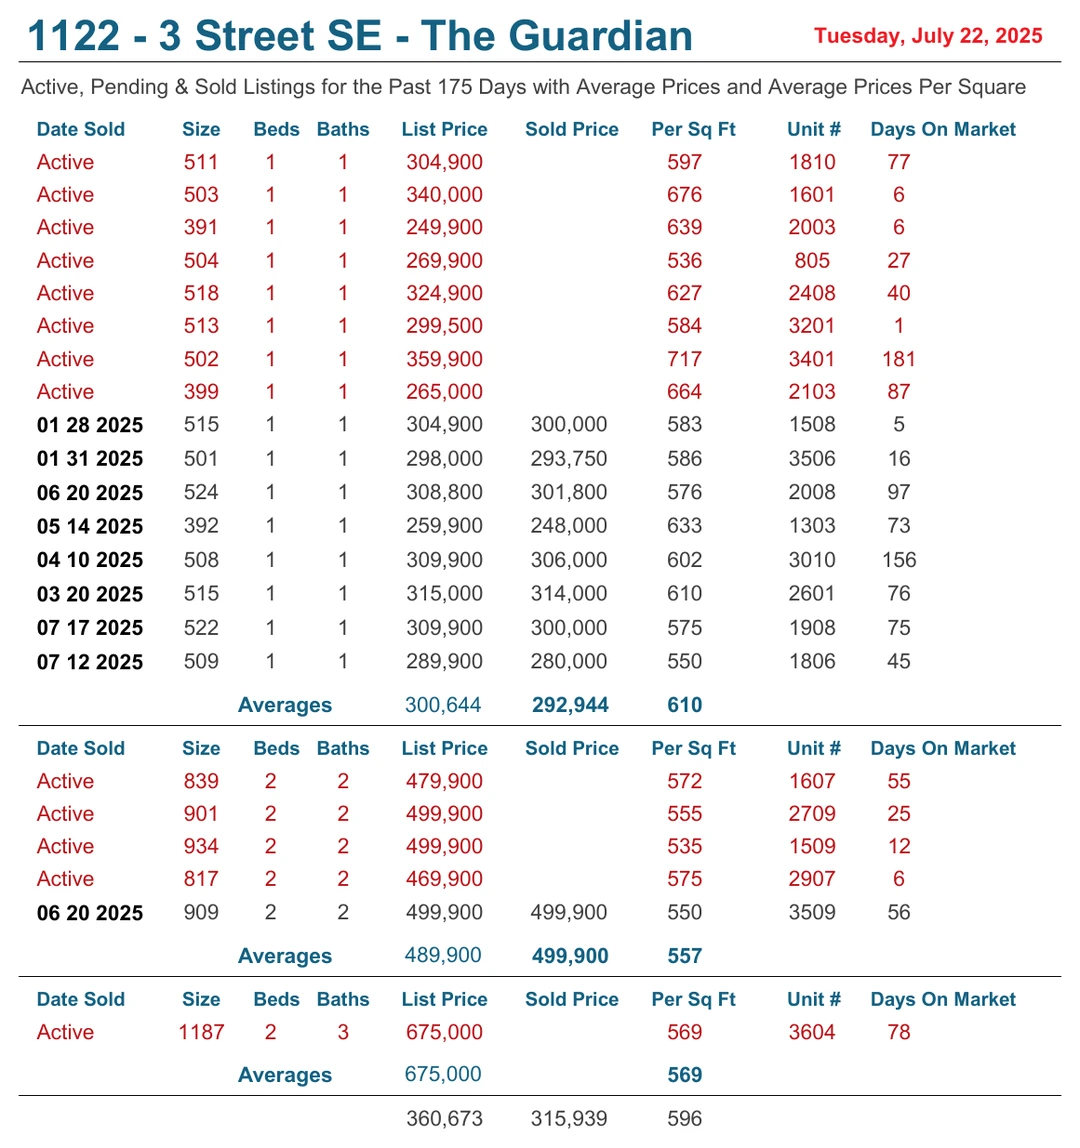 1122 - 3 Street SE - The Guardian Tuesday, July 22, 2025
Active, Pending & Sold Listings for the Past 175 Days with Average Prices and Average Prices Per Square
Date Sold Size Beds Baths List Price Sold Price Per Sq Ft Unit # Days On Market
Active 511 1 1 304,900 597 1810 77
Active 503 1 1 340,000 676 1601 6
Active 391 1 1 249,900 639 2003 6
Active 504 1 1 269,900 536 805 27
Active 518 1 1 324,900 627 2408 40
Active 513 1 1 299,500 584 3201 1
Active 502 1 1 359,900 717 3401 181
Active 399 1 1 265,000 664 2103 87
01 28 2025 515 1 1 304,900 300,000 583 1508 5
01 31 2025 501 1 1 298,000 293,750 586 3506 16
06 20 2025 524 1 1 308,800 301,800 576 2008 97
05 14 2025 392 1 1 259,900 248,000 633 1303 73
04 10 2025 508 1 1 309,900 306,000 602 3010 156
03 20 2025 515 1 1 315,000 314,000 610 2601 76
07 17 2025 522 1 1 309,900 300,000 575 1908 75
07 12 2025 509 1 1 289,900 280,000 550 1806 45
Averages 300,644 292,944 610
Date Sold Size Beds Baths List Price Sold Price Per Sq Ft Unit # Days On Market
Active 839 2 2 479,900 572 1607 55
Active 901 2 2 499,900 555 2709 25
Active 934 2 2 499,900 535 1509 12
Active 817 2 2 469,900 575 2907 6
06 20 2025 909 2 2 499,900 499,900 550 3509 56
Averages 489,900 499,900 557
Date Sold Size Beds Baths List Price Sold Price Per Sq Ft Unit # Days On Market
Active 1187 2 3 675,000 569 3604 78
Averages 675,000 569
360,673 315,939 596